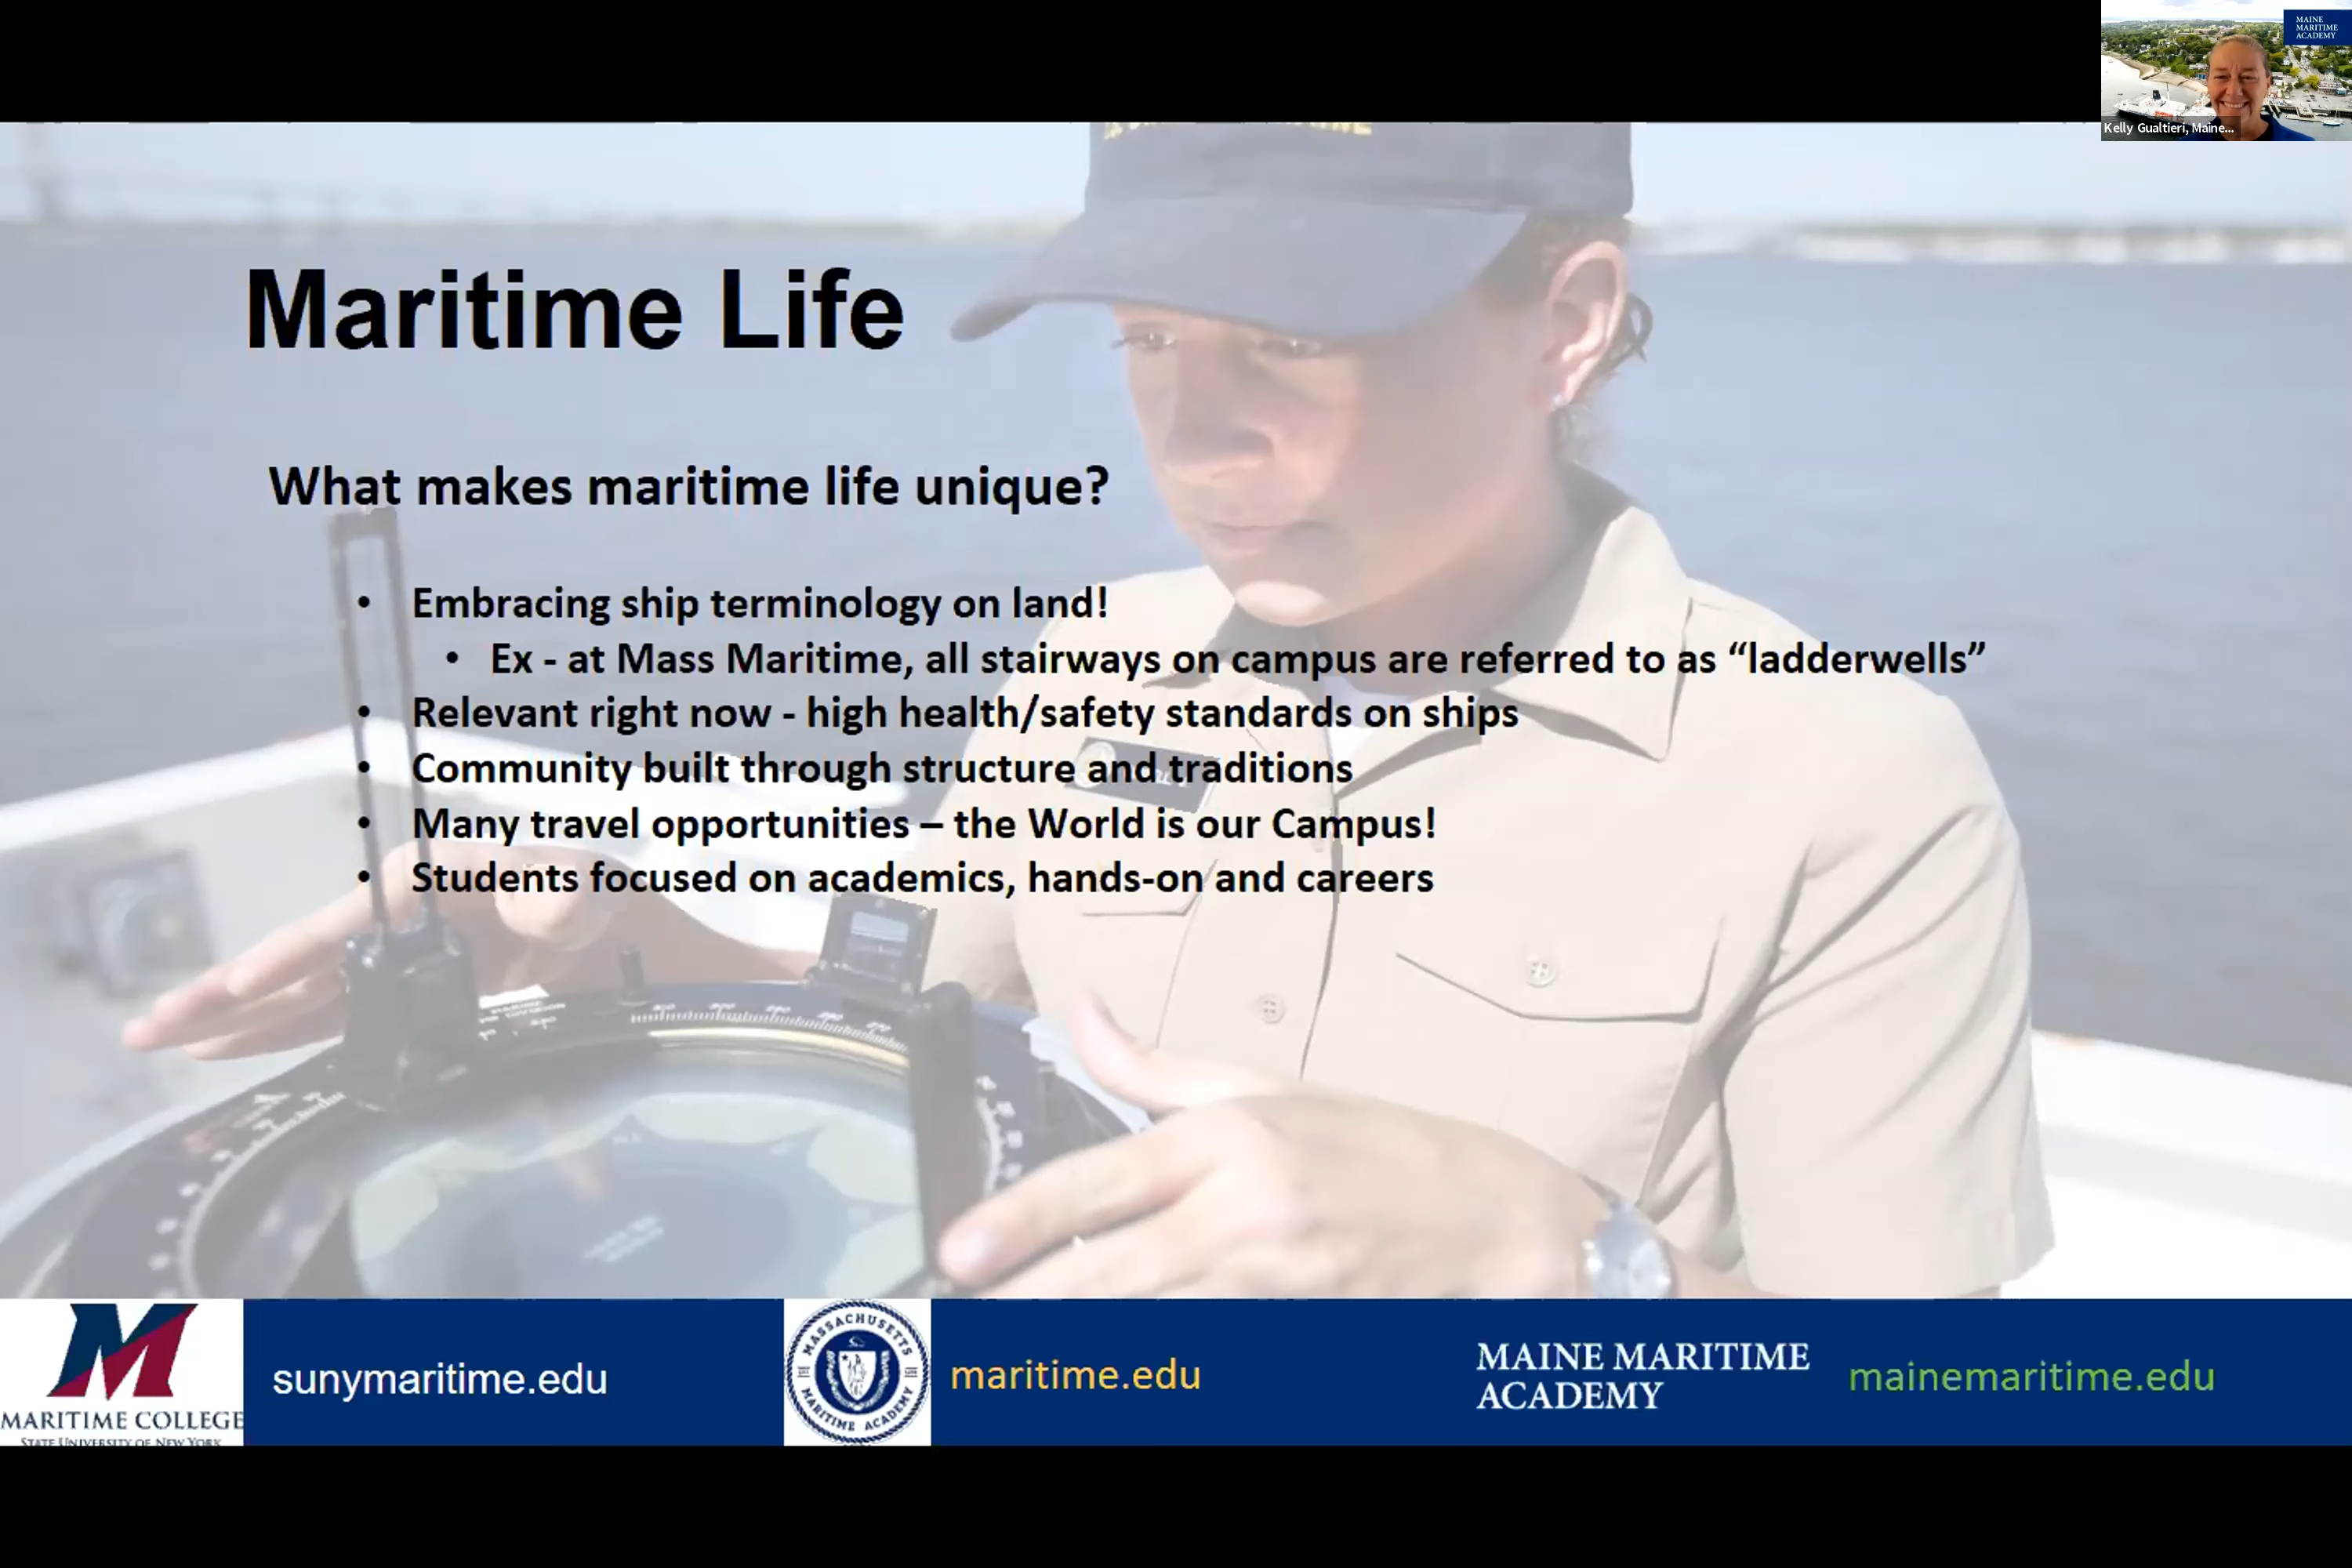 MAINE
MARITIME
ACADEMY
Kelly Gualtieri, Maine...
Maritime Life
What makes maritime life unique?
• Embracing ship terminology on land!
• Ex - at Mass Maritime, all stairways on campus are referred to as “ladderwells”
• Relevant right now - high health/safety standards on ships
• Community built through structure and traditions
• Many travel opportunities – the World is our Campus!
• Students focused on academics, hands-on and careers
M
MARITIME COLLEGE
STATE UNIVERSITY OF NEW YORK
sunymaritime.edu
MASSACHUSETTS
MARITIME ACADEMY
maritime.edu
MAINE MARITIME
ACADEMY
mainemaritime.edu